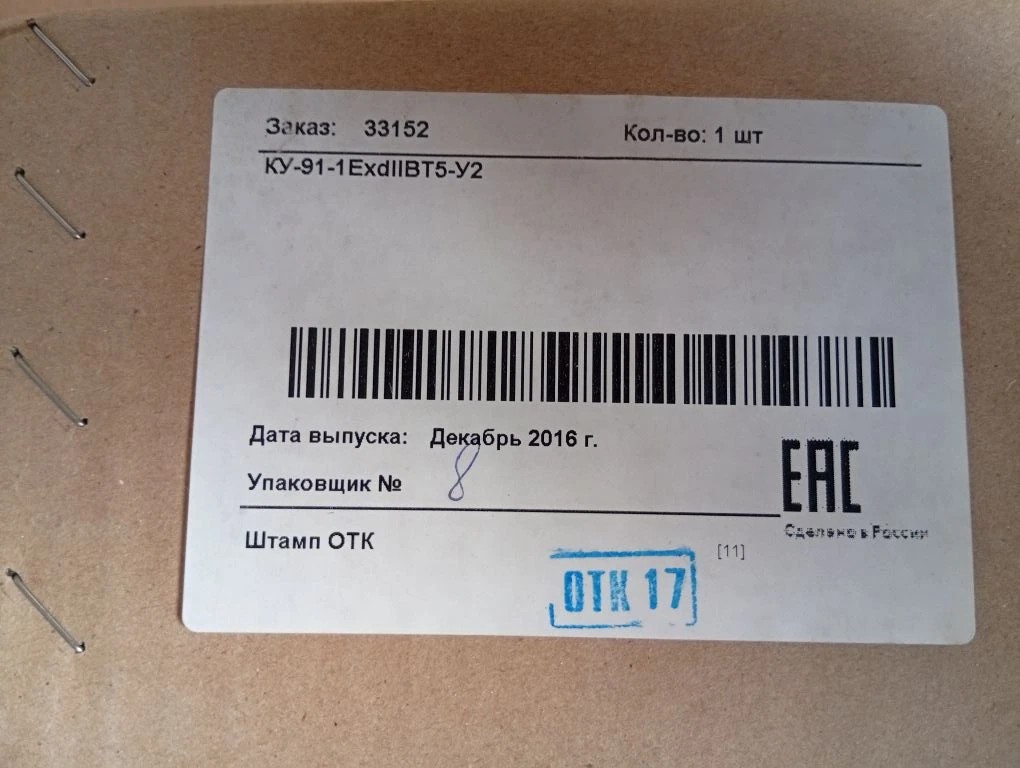 Заказ: 33152 Кол-во: 1 шт
КУ-91-1ExdIIBT5-У2
Дата выпуска: Декабрь 2016 г.
Упаковщик № 8
EAC
Сделано в России
Штамп ОТК
[11]
ОТК 17